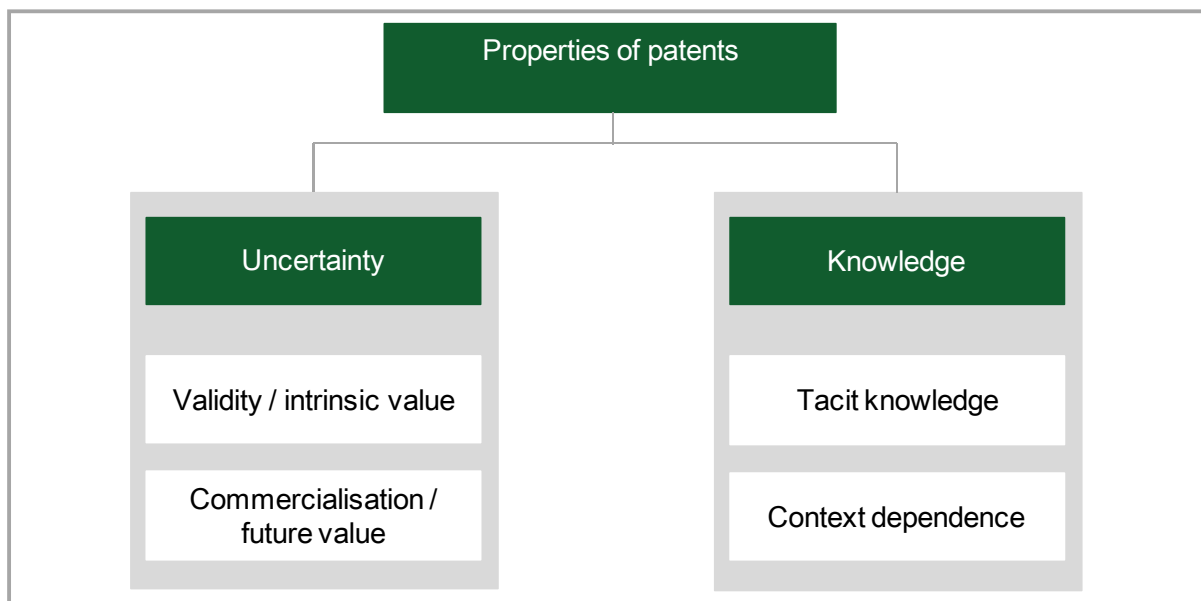 Properties of patents
Uncertainty
Validity / intrinsic value
Commercialisation /
future value
Knowledge
Tacit knowledge
Context dependence